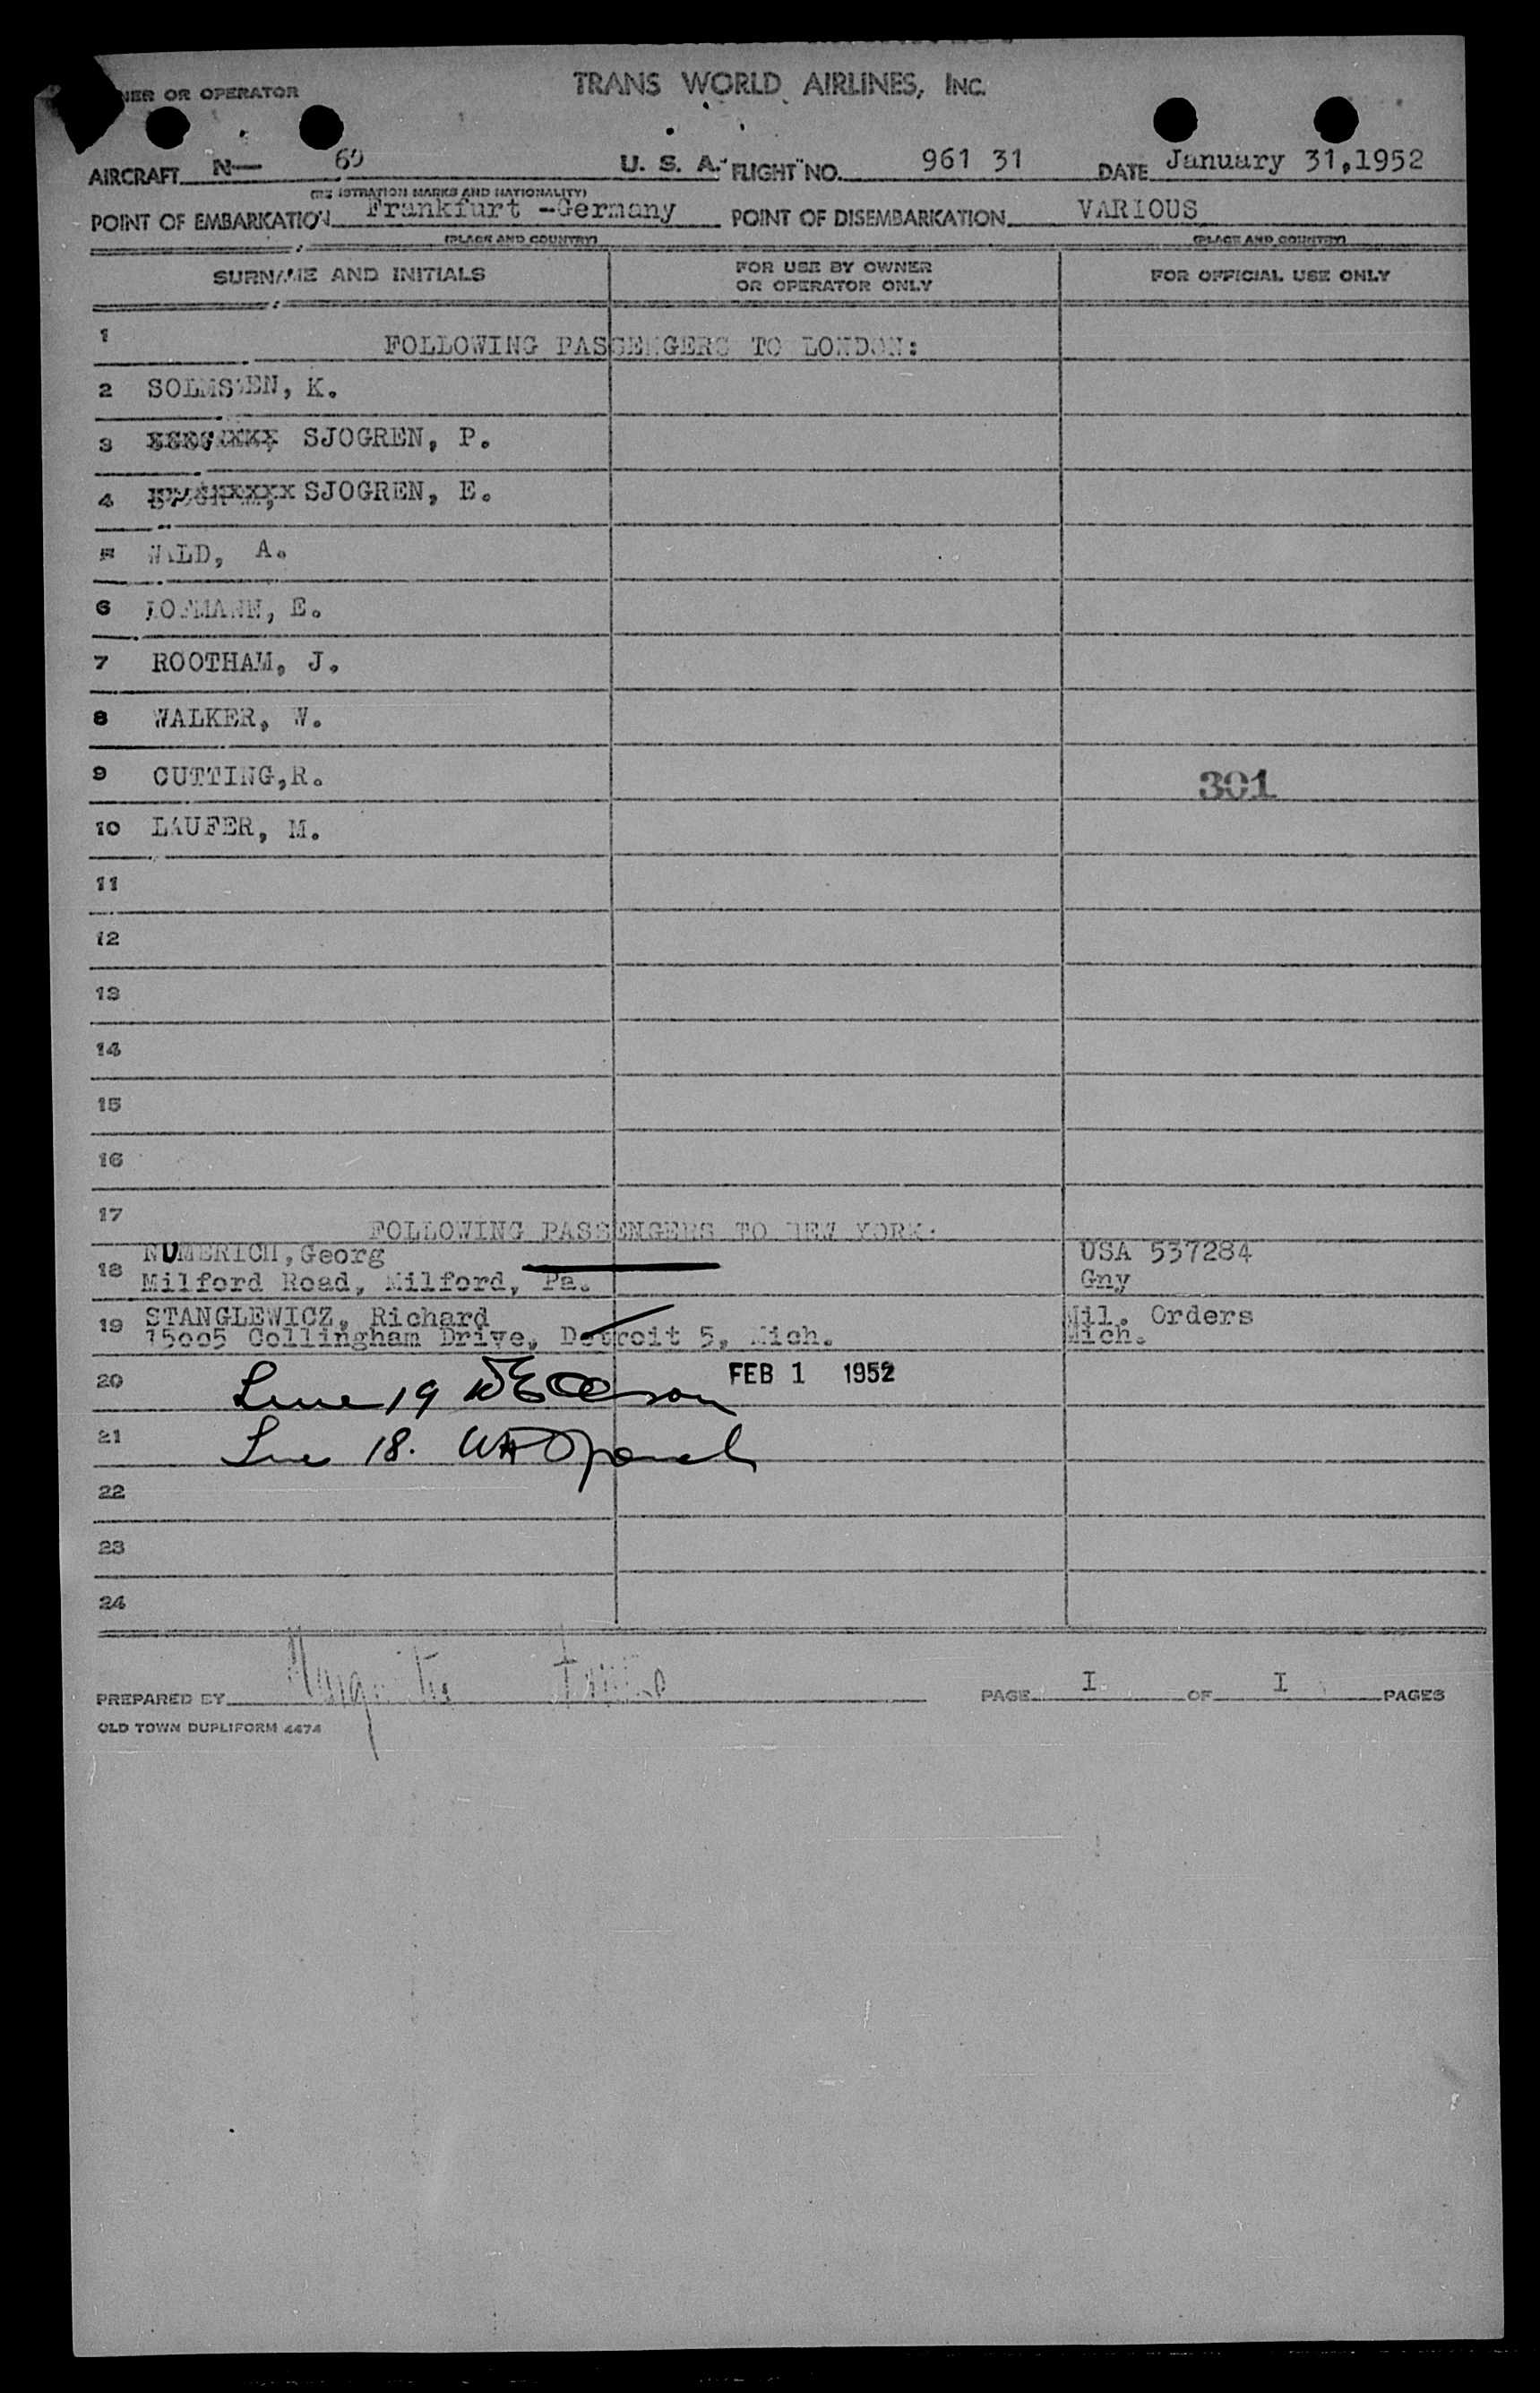 OWNER OR OPERATOR
TRANS WORLD AIRLINES, INC.
AIRCRAFT N— U. S. A. FLIGHT NO. 961 31 DATE January 31,1952
(REGISTRATION MARKS AND NATIONALITY)
POINT OF EMBARKATION Frankfurt -Germany POINT OF DISEMBARKATION VARIOUS
(PLACE AND COUNTRY) (PLACE AND COUNTRY)
SURNAME AND INITIALS FOR USE BY OWNER OR OPERATOR ONLY FOR OFFICIAL USE ONLY
1 FOLLOWING PASSENGERS TO LONDON:
2 K.
3 SJOGREN, P.
4 SJOGREN, E.
5 WALD, A.
6 E.
7 ROOTHAM, J.
8 WALKER, W.
9 CUTTING,R. 301
10 LAUFER, M.
11
12
13
14
15
16
17 FOLLOWING PASSENGERS TO NEW YORK:
18 Georg USA 537284
Milford Road, Milford, Pa. Gny
19 STANGLEWICZ, Richard Mil. Orders
Collingham Drive, Detroit 5, Mich. Mich.
20 Line 19 FEB 1 1952
21 Line 18.
22
23
24
PREPARED BY PAGE I OF I PAGES
OLD TOWN DUPLIFORM 4474